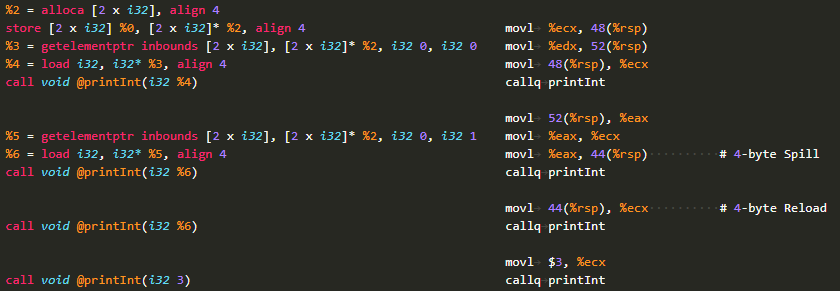 %2 = alloca [2 x i32], align 4
store [2 x i32] %0, [2 x i32]* %2, align 4 movl %ecx, 48(%rsp)
%3 = getelementptr inbounds [2 x i32], [2 x i32]* %2, i32 0, i32 0 movl %edx, 52(%rsp)
%4 = load i32, i32* %3, align 4 movl 48(%rsp), %ecx
call void @printInt(i32 %4) callq printInt
movl 52(%rsp), %eax
%5 = getelementptr inbounds [2 x i32], [2 x i32]* %2, i32 0, i32 1 movl %eax, %ecx
%6 = load i32, i32* %5, align 4 movl %eax, 44(%rsp) # 4-byte Spill
call void @printInt(i32 %6) callq printInt
movl 44(%rsp), %ecx # 4-byte Reload
call void @printInt(i32 %6) callq printInt
movl $3, %ecx
call void @printInt(i32 3) callq printInt